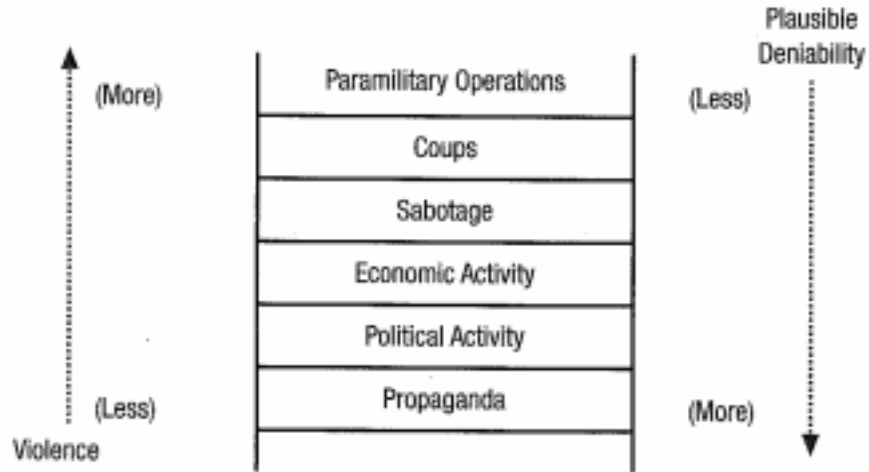 Plausible
Deniability
(More)
Paramilitary Operations
(Less)
Coups
Sabotage
Economic Activity
Political Activity
(Less)
Propaganda
(More)
Violence